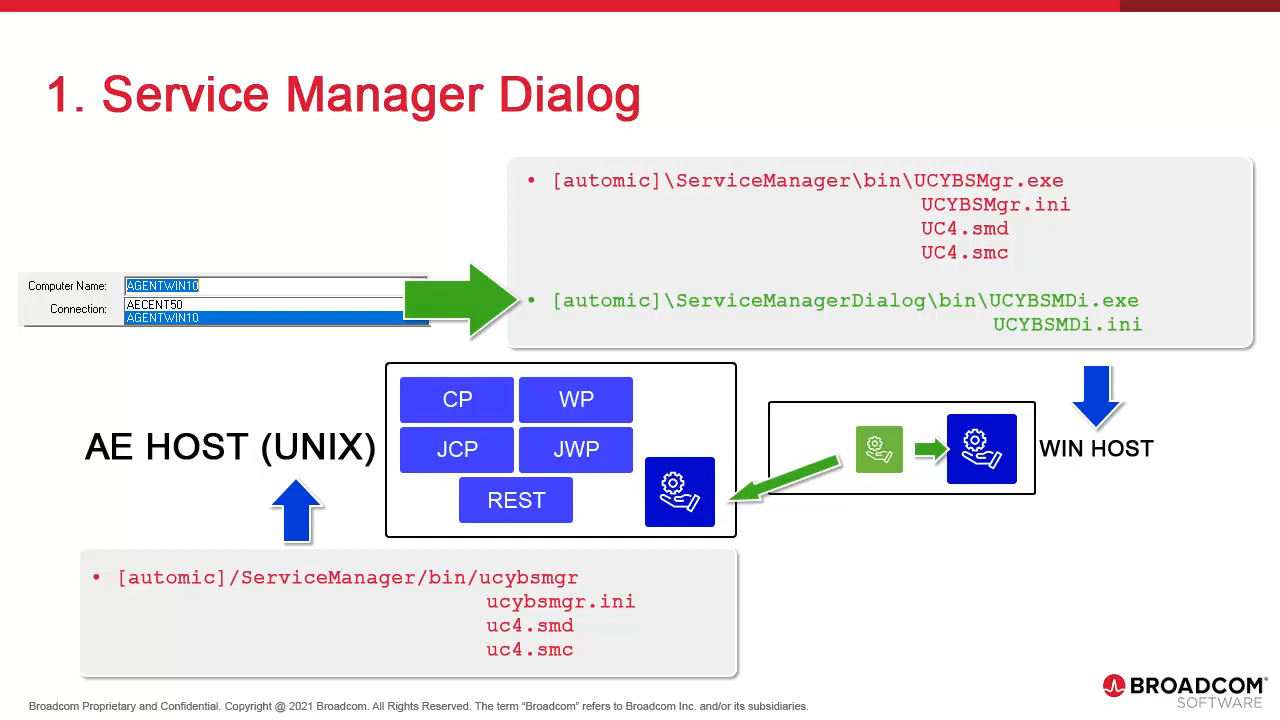 1. Service Manager Dialog
• [automic]\ServiceManager\bin\UCYBSMgr.exe
UCYBSMgr.ini
UC4.smd
UC4.smc
• [automic]\ServiceManagerDialog\bin\UCYBSMDi.exe
UCYBSMDi.ini
Computer Name: AGENTWIN10
Connection: AECENT50
AGENTWIN10
AE HOST (UNIX)
CP WP
JCP JWP
REST
WIN HOST
• [automic]/ServiceManager/bin/ucybsmgr
ucybsmgr.ini
uc4.smd
uc4.smc
BROADCOM®
SOFTWARE
Broadcom Proprietary and Confidential. Copyright @ 2021 Broadcom. All Rights Reserved. The term “Broadcom” refers to Broadcom Inc. and/or its subsidiaries.